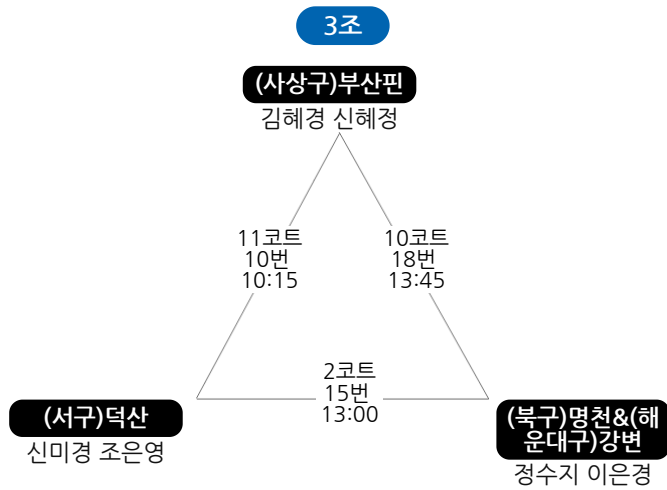 3조
(사상구)부산핀
김혜경 신혜정
11코트
10번
10:15
10코트
18번
13:45
2코트
15번
13:00
(서구)덕산
신미경 조은영
(북구)명천&(해
운대구)강변
정수지 이은경